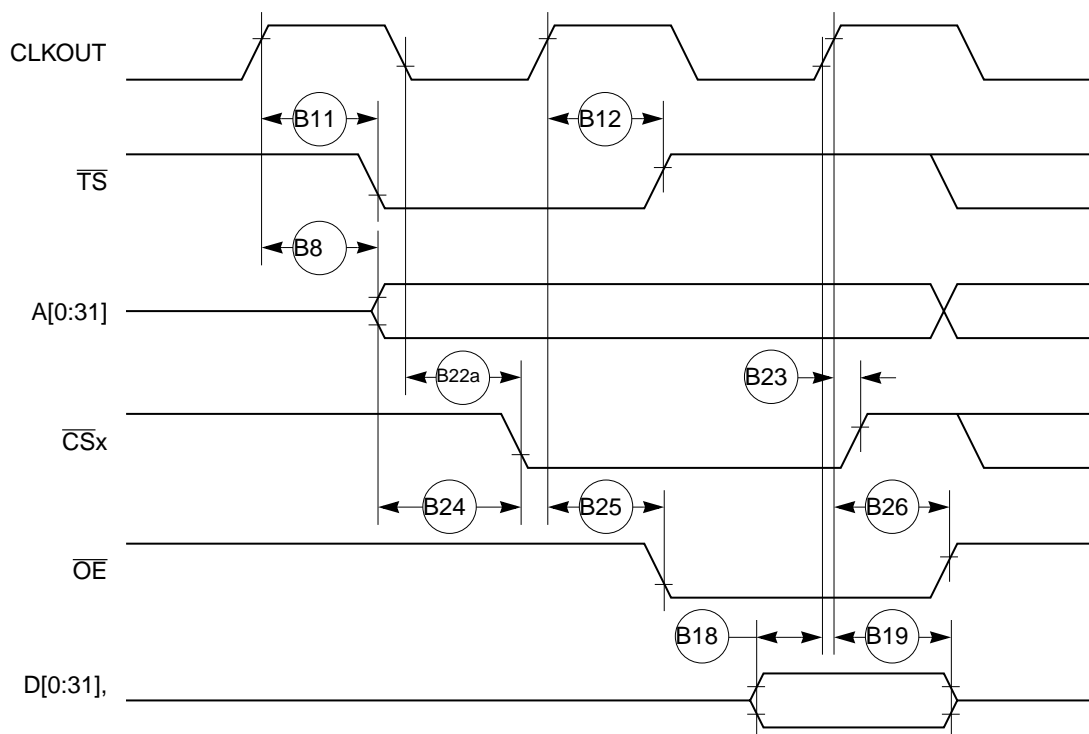 CLKOUT
B11
B12
TS
B8
A[0:31]
B22a
B23
CSx
B24
B25
B26
OE
B18
B19
D[0:31],